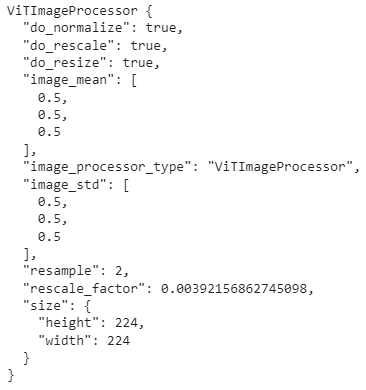 ViTImageProcessor {
  "do_normalize": true,
  "do_rescale": true,
  "do_resize": true,
  "image_mean": [
    0.5,
    0.5,
    0.5
  ],
  "image_processor_type": "ViTImageProcessor",
  "image_std": [
    0.5,
    0.5,
    0.5
  ],
  "resample": 2,
  "rescale_factor": 0.00392156862745098,
  "size": {
    "height": 224,
    "width": 224
  }
}